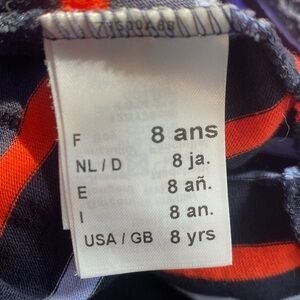 F 8 ans
NL / D 8 ja.
E 8 añ.
I 8 an.
USA / GB 8 yrs